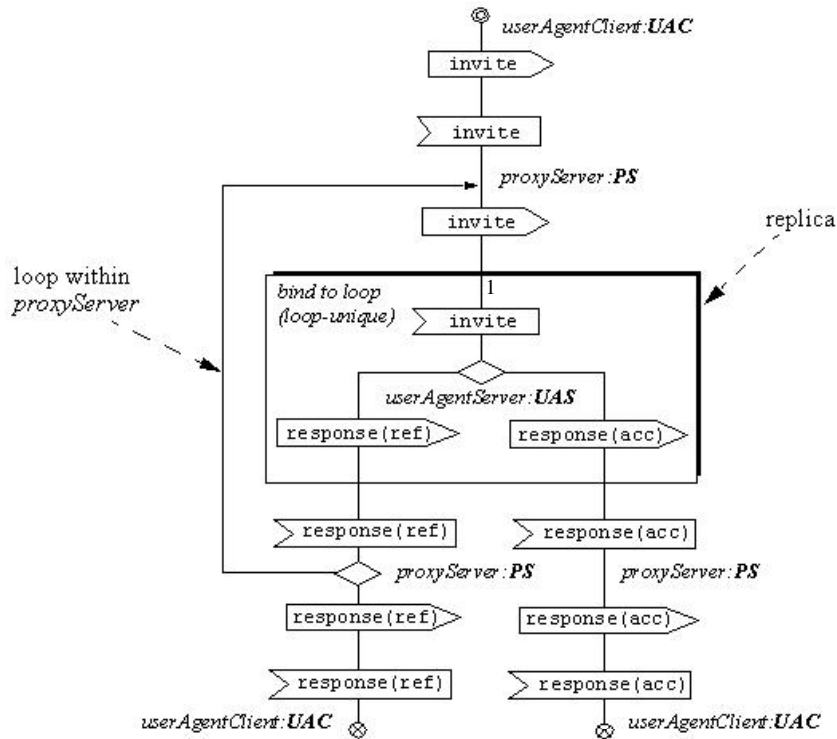 userAgentClient:UAC
invite
invite
proxyServer:PS
invite
replica
loop within
proxyServer
bind to loop
(loop-unique)
1
invite
userAgentServer:UAS
response(ref)
response(acc)
response(ref)
response(acc)
proxyServer:PS
proxyServer:PS
response(ref)
response(acc)
response(ref)
response(acc)
userAgentClient:UAC
userAgentClient:UAC